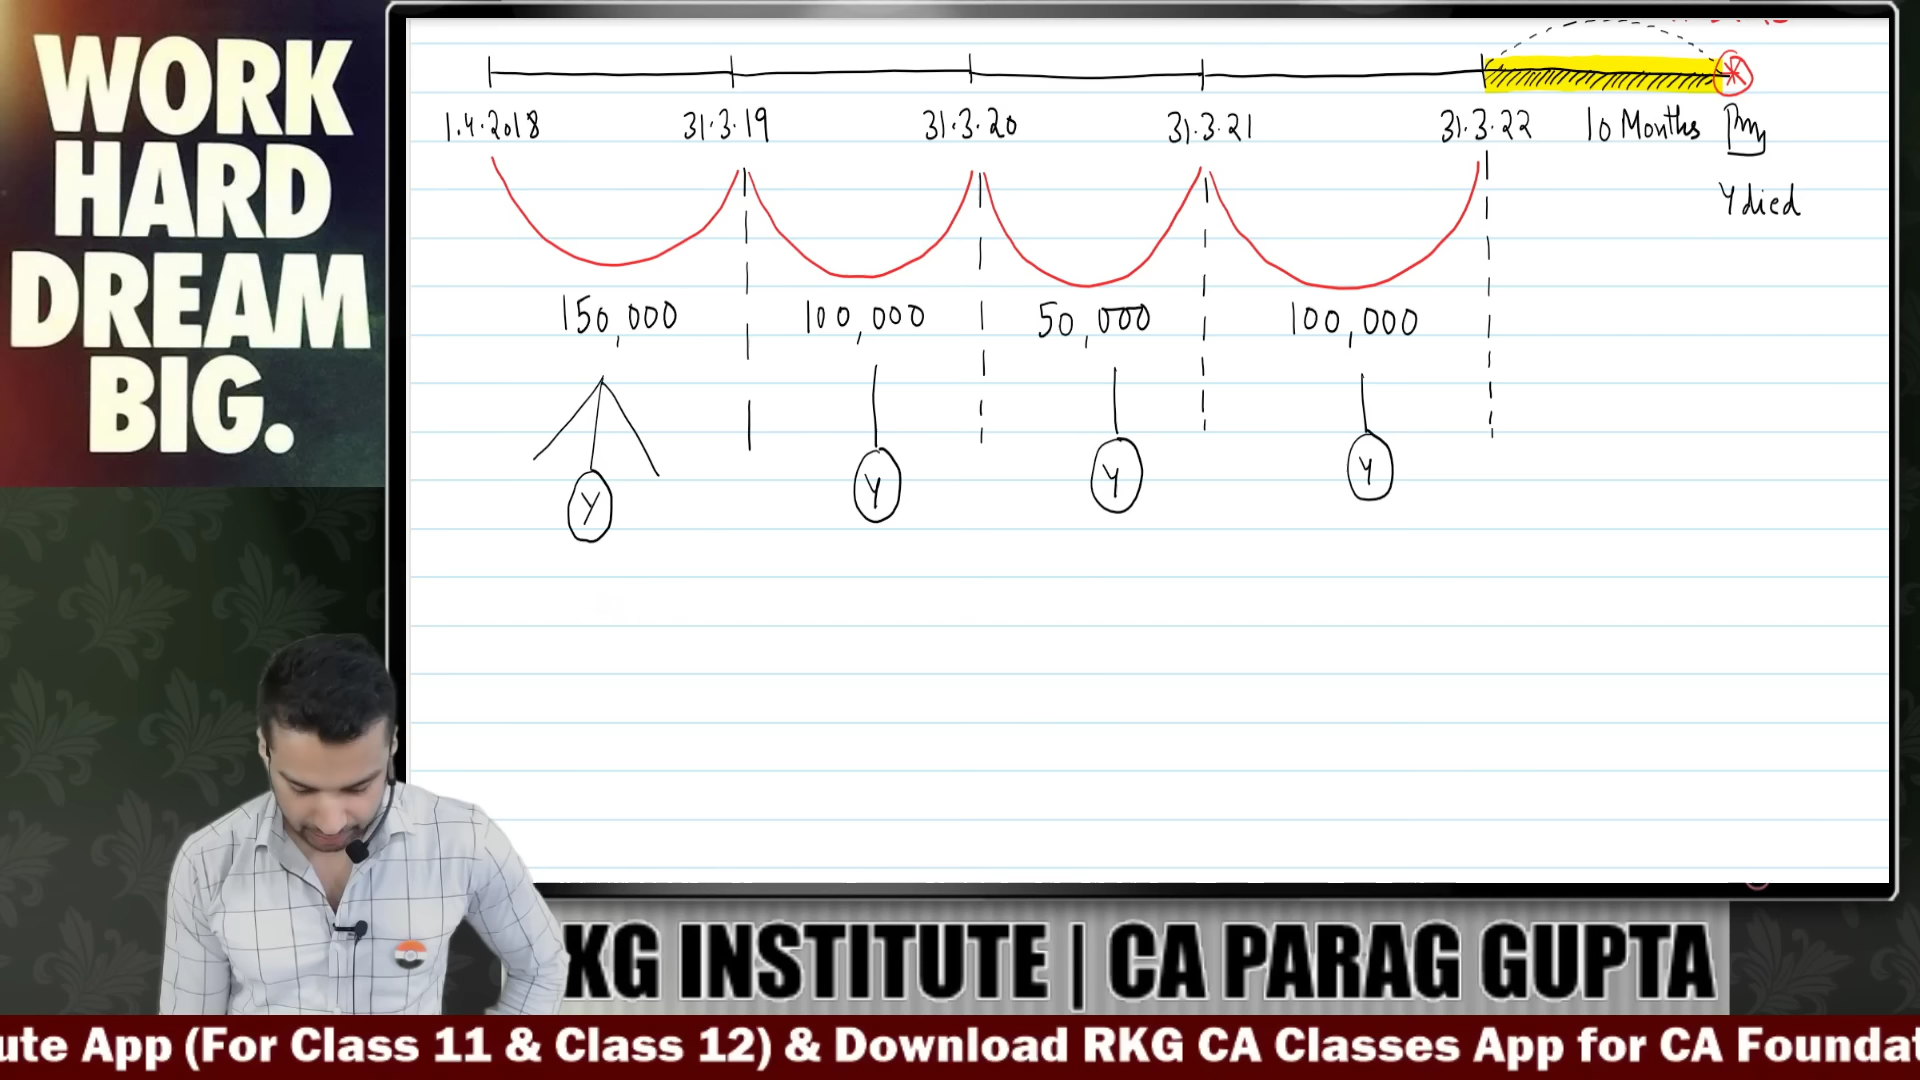 WORK
HARD
DREAM
BIG.
1.4.2018 31.3.19 31.3.20 31.3.21 31.3.22 10 Months
Y died
150,000 100,000 50,000 100,000
Y Y Y Y
KG INSTITUTE | CA PARAG GUPTA
ute App (For Class 11 & Class 12) & Download RKG CA Classes App for CA Foundat